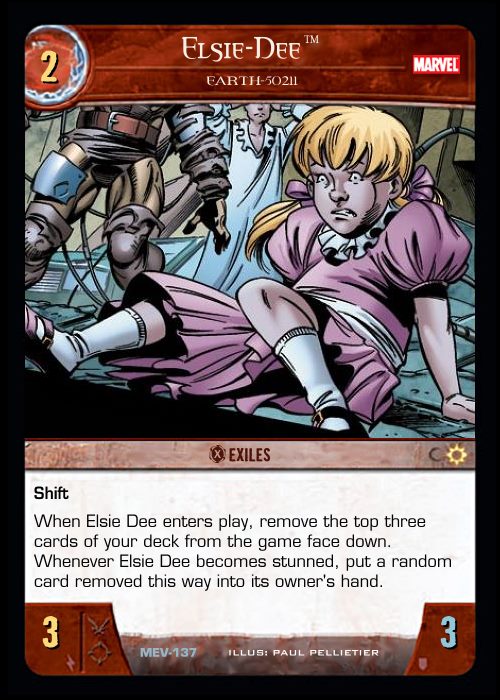 2
Elsie-Dee™
EARTH-50211
MARVEL
X EXILES
C
Shift
When Elsie Dee enters play, remove the top three
cards of your deck from the game face down.
Whenever Elsie Dee becomes stunned, put a random
card removed this way into its owner's hand.
3
MEV-137
ILLUS: PAUL PELLETIER
3